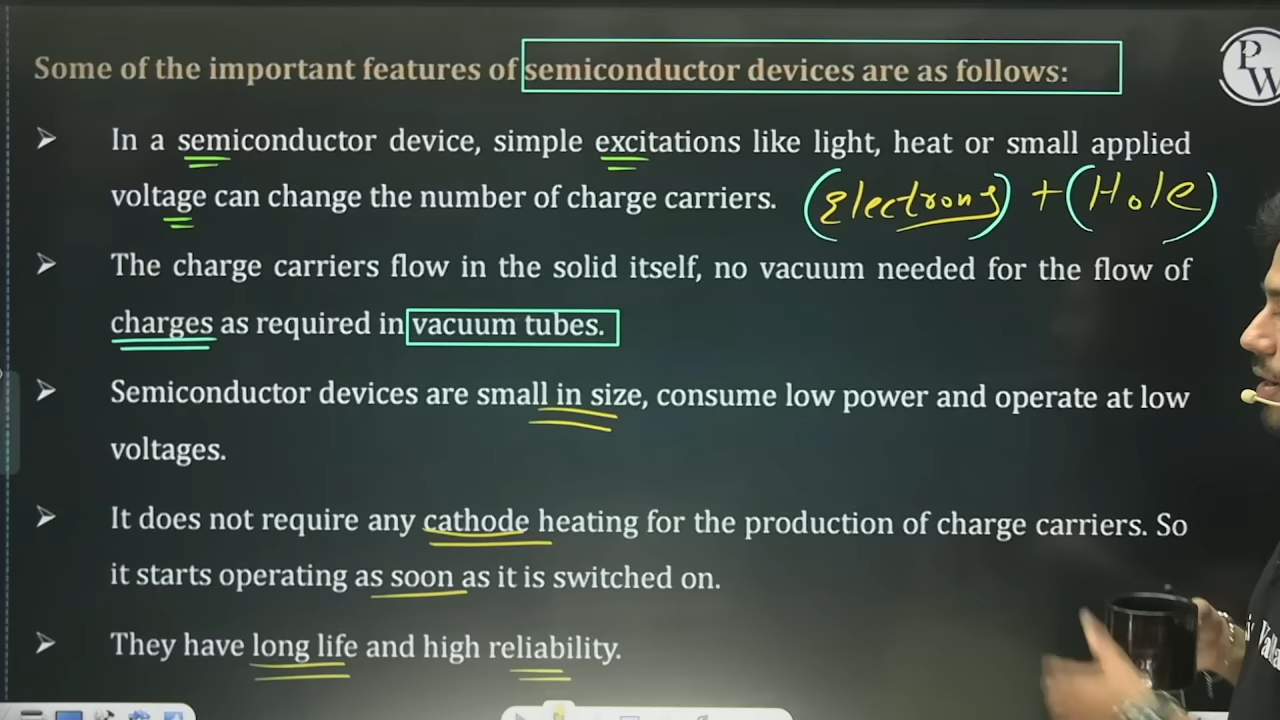 Some of the important features of semiconductor devices are as follows:
PW
➢ In a semiconductor device, simple excitations like light, heat or small applied
voltage can change the number of charge carriers. (Electrons) + (Hole)
➢ The charge carriers flow in the solid itself, no vacuum needed for the flow of
charges as required in vacuum tubes.
➢ Semiconductor devices are small in size, consume low power and operate at low
voltages.
➢ It does not require any cathode heating for the production of charge carriers. So
it starts operating as soon as it is switched on.
➢ They have long life and high reliability.